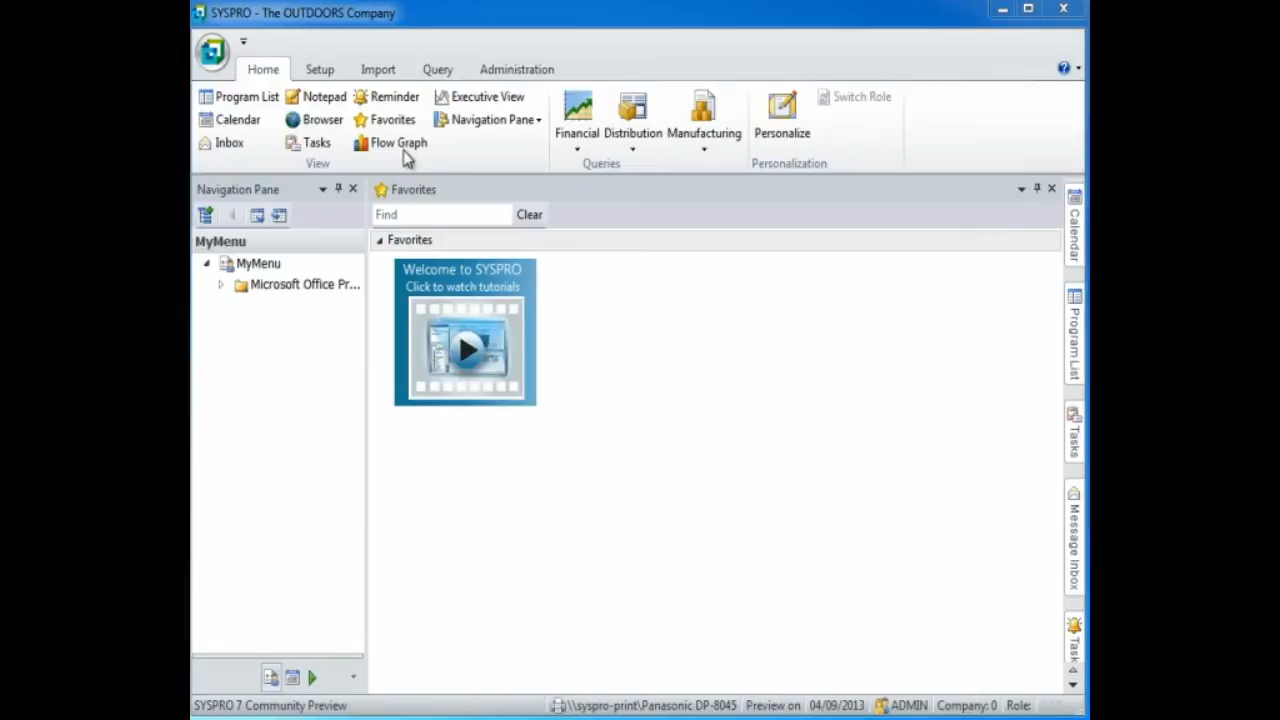 SYSPRO - The OUTDOORS Company
Home Setup Import Query Administration
Program List Notepad Reminder Executive View
Calendar Browser Favorites Navigation Pane
Inbox Tasks Flow Graph
View
Financial Distribution Manufacturing
Queries
Personalize
Personalization
Switch Role
Navigation Pane
MyMenu
MyMenu
Microsoft Office Pr...
Favorites
Find Clear
Favorites
Welcome to SYSPRO
Click to watch tutorials
Calendar
Program List
Tasks
Message Inbox
Task
SYSPRO 7 Community Preview \\syspro-print\Panasonic DP-8045 Preview on 04/09/2013 ADMIN Company: 0 Role: